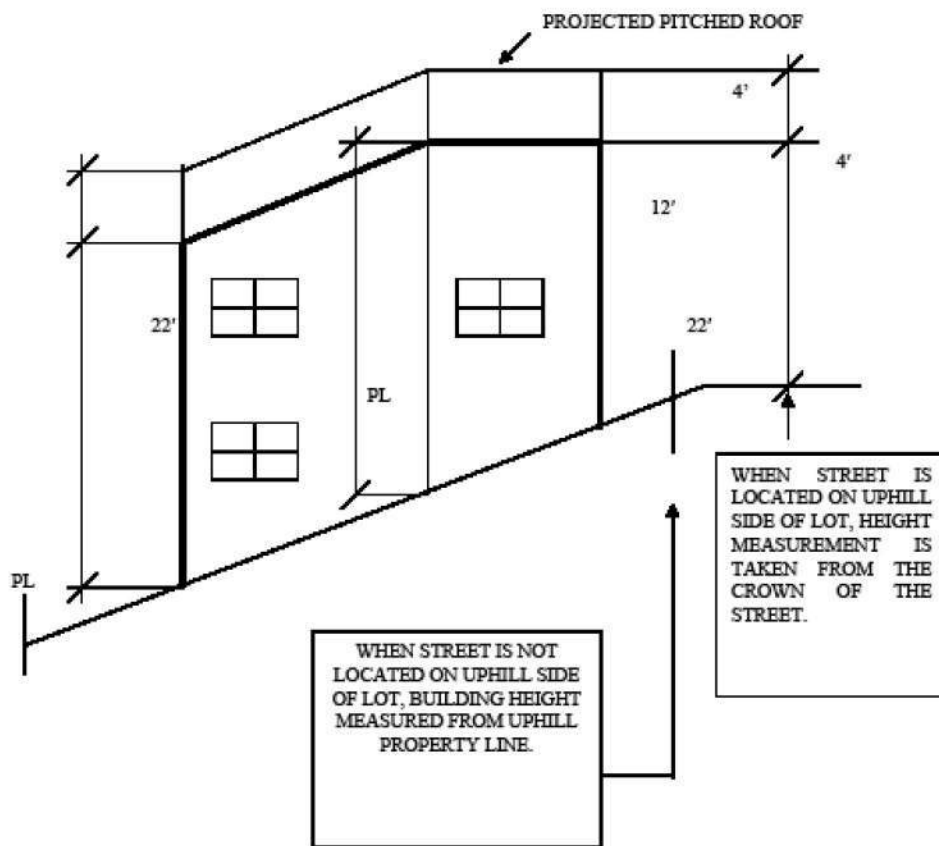 PROJECTED PITCHED ROOF
4'
4'
12'
22'
22'
PL
PL
WHEN STREET IS
LOCATED ON UPHILL
SIDE OF LOT, HEIGHT
MEASUREMENT IS
TAKEN FROM THE
CROWN OF THE
STREET.
WHEN STREET IS NOT
LOCATED ON UPHILL SIDE
OF LOT, BUILDING HEIGHT
MEASURED FROM UPHILL
PROPERTY LINE.